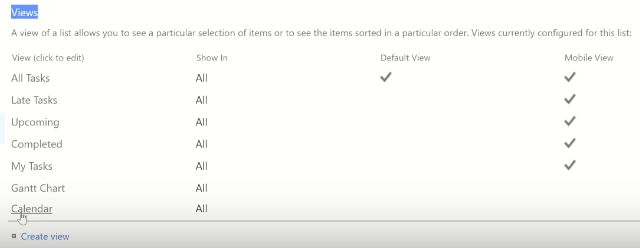 Views
A view of a list allows you to see a particular selection of items or to see the items sorted in a particular order. Views currently configured for this list:
View (click to edit) Show In Default View Mobile View
All Tasks All
Late Tasks All
Upcoming All
Completed All
My Tasks All
Gantt Chart All
Calendar All
Create view